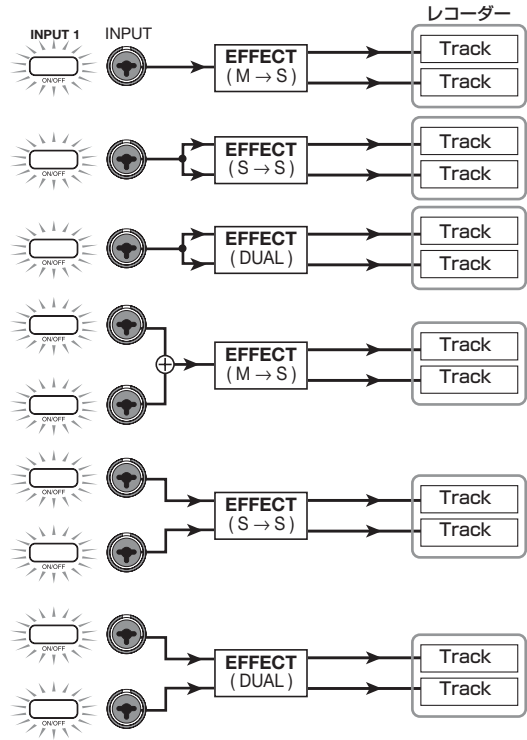 レコーダー
INPUT 1 INPUT
ON/OFF
EFFECT
( M → S )
Track
Track
ON/OFF
EFFECT
( S → S )
Track
Track
ON/OFF
EFFECT
( DUAL )
Track
Track
ON/OFF
ON/OFF
EFFECT
( M → S )
Track
Track
ON/OFF
ON/OFF
EFFECT
( S → S )
Track
Track
ON/OFF
ON/OFF
EFFECT
( DUAL )
Track
Track